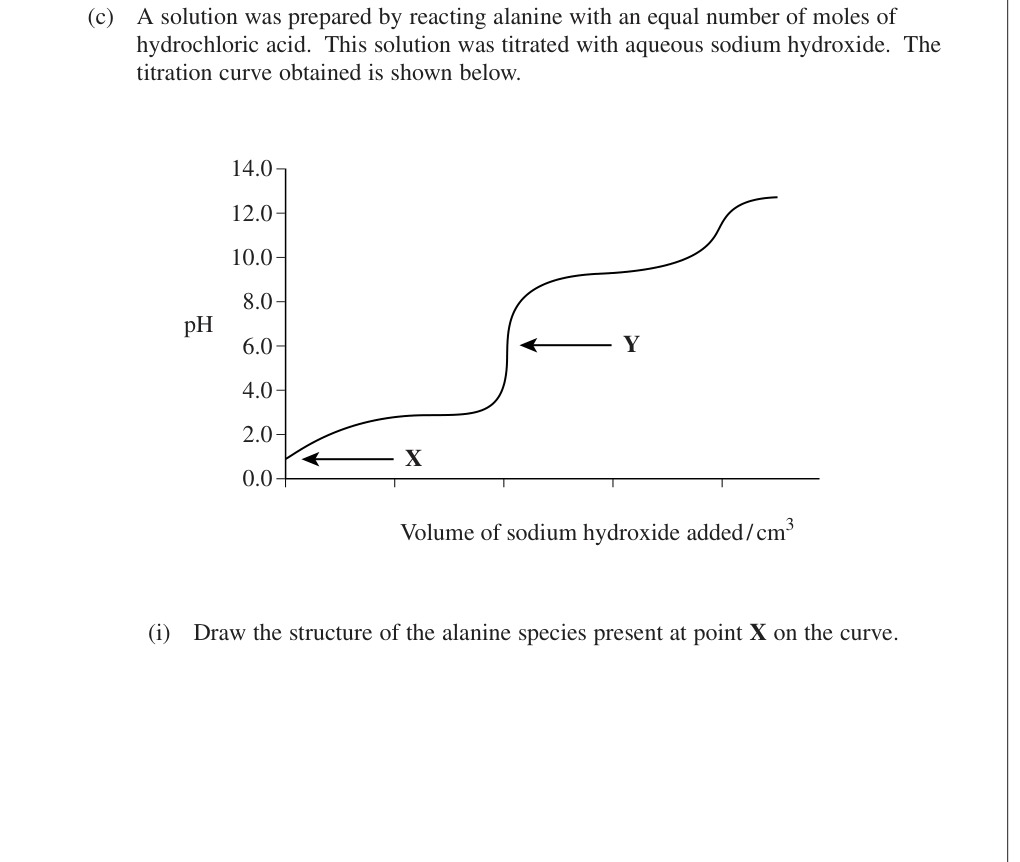 (c) A solution was prepared by reacting alanine with an equal number of moles of
hydrochloric acid. This solution was titrated with aqueous sodium hydroxide. The
titration curve obtained is shown below.
14.0
12.0
10.0
8.0
pH
6.0
Y
4.0
2.0
X
0.0
Volume of sodium hydroxide added/cm³
(i) Draw the structure of the alanine species present at point X on the curve.